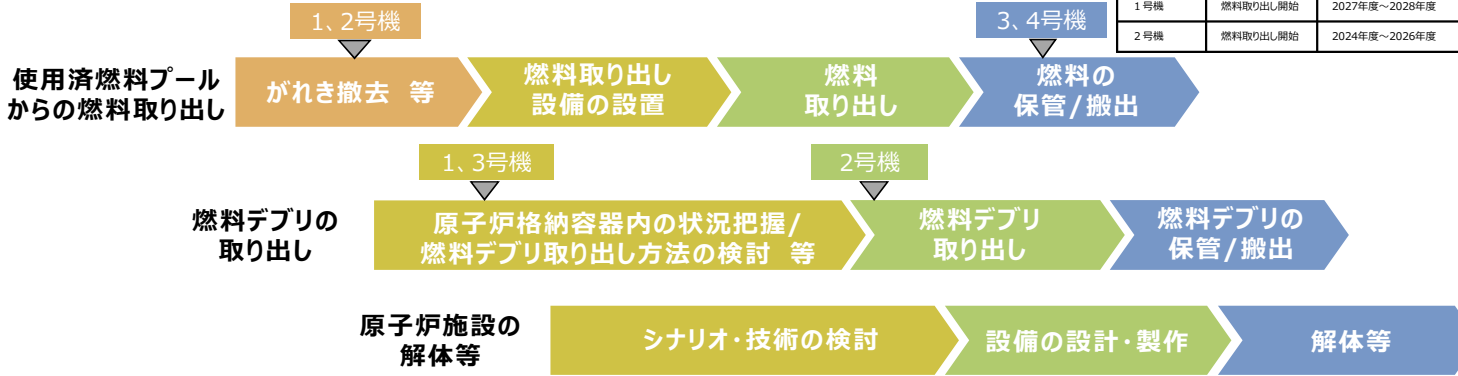 1、2号機
3、4号機
1号機 燃料取り出し開始 2027年度~2028年度
2号機 燃料取り出し開始 2024年度~2026年度
使用済燃料プール
からの燃料取り出し
がれき撤去 等
燃料取り出し
設備の設置
燃料
取り出し
燃料の
保管/搬出
1、3号機
2号機
燃料デブリの
取り出し
原子炉格納容器内の状況把握/
燃料デブリ取り出し方法の検討 等
燃料デブリ
取り出し
燃料デブリの
保管/搬出
原子炉施設の
解体等
シナリオ・技術の検討
設備の設計・製作
解体等